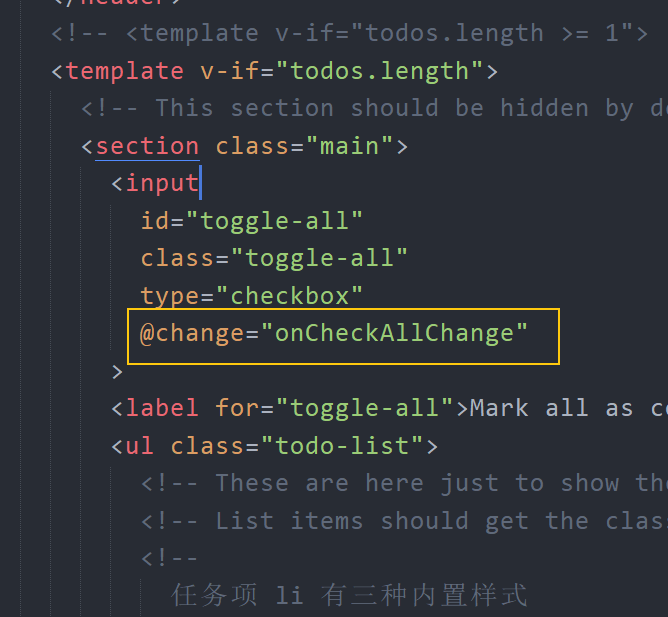 </header>
<!-- <template v-if="todos.length >= 1">
<template v-if="todos.length">
<!-- This section should be hidden by de
<section class="main">
<input
id="toggle-all"
class="toggle-all"
type="checkbox"
@change="onCheckAllChange"
>
<label for="toggle-all">Mark all as co
<ul class="todo-list">
<!-- These are here just to show the
<!-- List items should get the clas
<!--
任务项 li 有三种内置样式